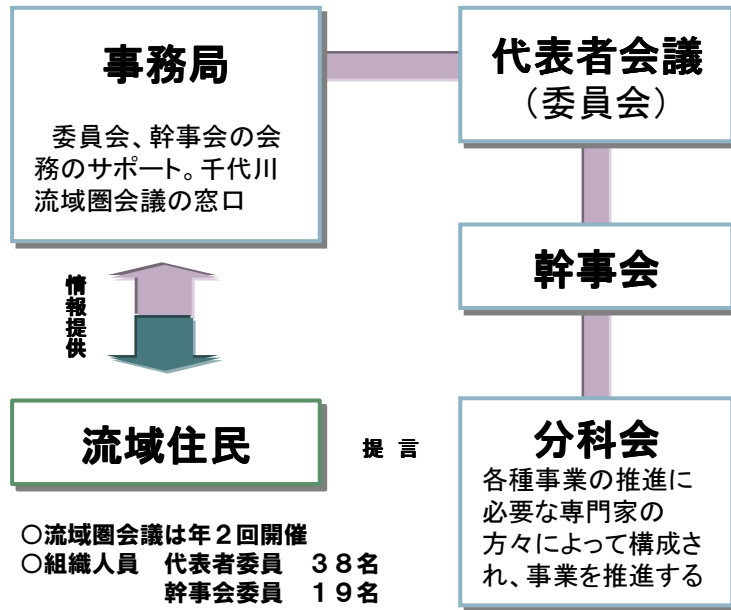 事務局
委員会、幹事会の会
務のサポート。千代川
流域圏会議の窓口
代表者会議
（委員会）
幹事会
情報提供
流域住民
提言
分科会
各種事業の推進に
必要な専門家の
方々によって構成さ
れ、事業を推進する
○流域圏会議は年２回開催
○組織人員　代表者委員　３８名
幹事会委員　１９名